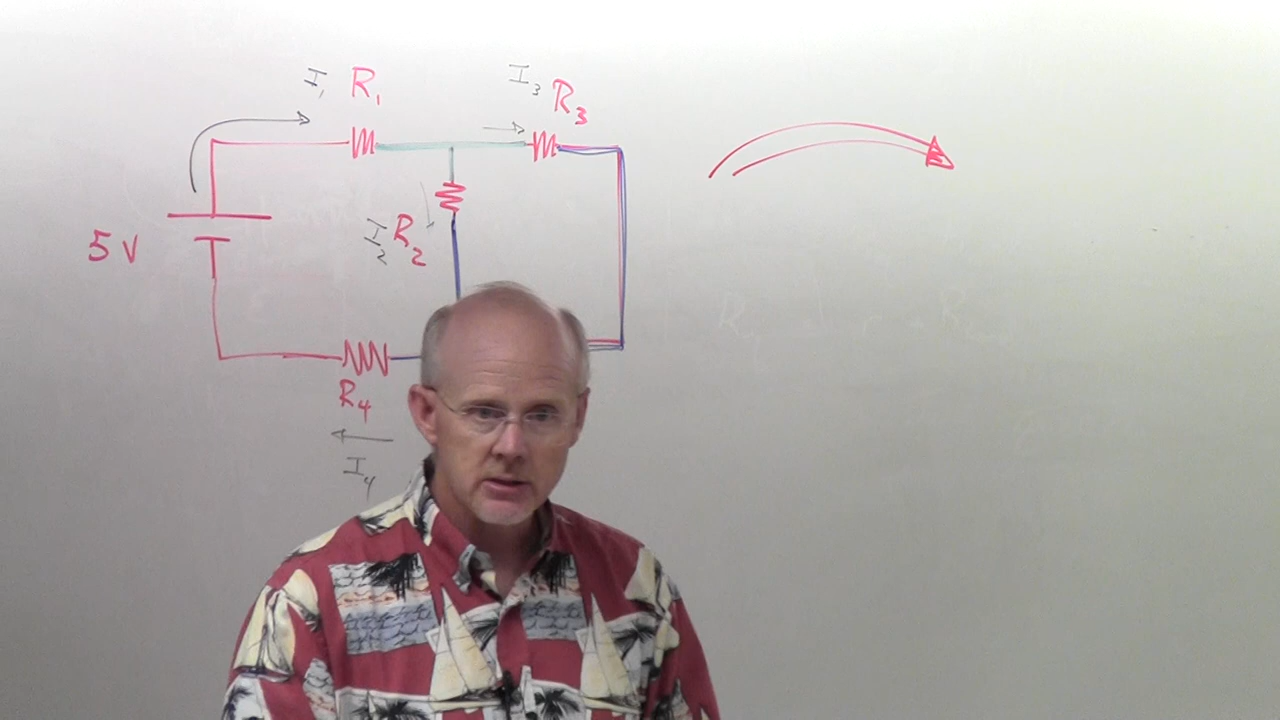 I₁ R₁
I₃ R₃
I₂ R₂
5 V
R₄
I₄